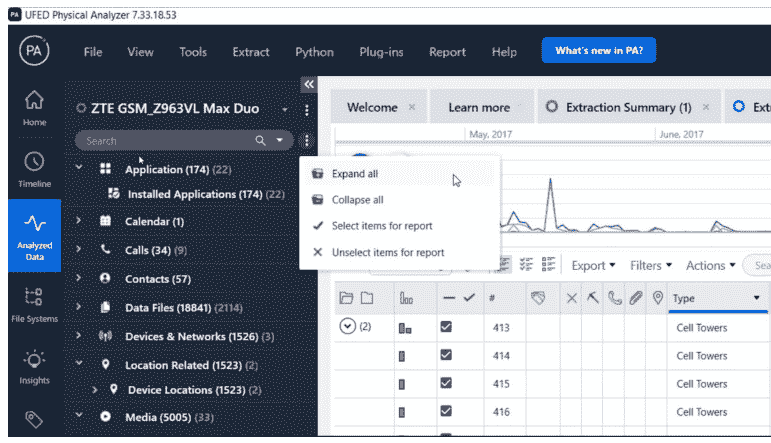 PA UFED Physical Analyzer 7.33.18.53
PA File View Tools Extract Python Plug-ins Report Help What's new in PA?
Home
Timeline
Analyzed
Data
File Systems
Insights
ZTE GSM_Z963VL Max Duo
Search
Application (174) (22)
Installed Applications (174) (22)
Calendar (1)
Calls (34) (9)
Contacts (57)
Data Files (18841) (2114)
Devices & Networks (1526) (3)
Location Related (1523) (2)
Device Locations (1523) (2)
Media (5005) (33)
Expand all
Collapse all
Select items for report
Unselect items for report
Welcome × Learn more Extraction Summary (1) × Ext
May, 2017 June, 2017
Export Filters Actions Sea
# Type
(2) 413 Cell Towers
414 Cell Towers
415 Cell Towers
416 Cell Towers